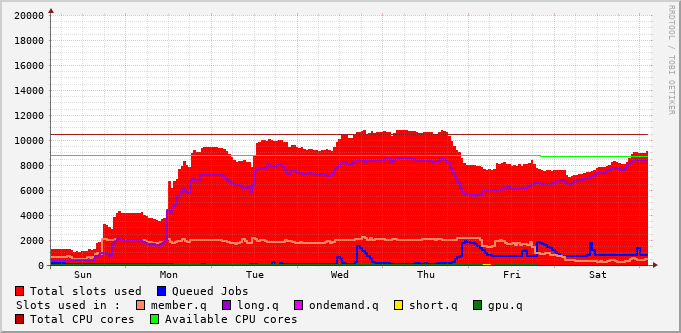 RRDTOOL / TOBI OETIKER
20000
18000
16000
14000
12000
10000
8000
6000
4000
2000
0
Sun Mon Tue Wed Thu Fri Sat
Total slots used Queued Jobs
Slots used in : member.q long.q ondemand.q short.q gpu.q
Total CPU cores Available CPU cores